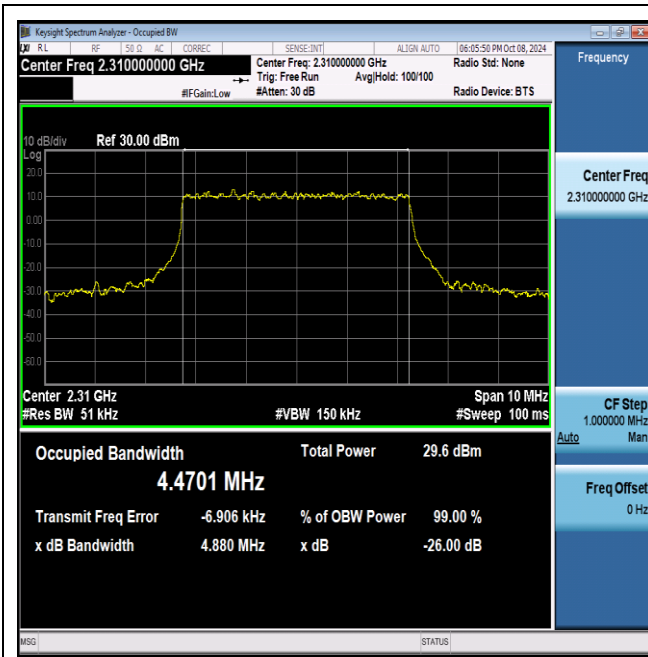 Keysight Spectrum Analyzer - Occupied BW
LXI RL RF 50 Ω AC CORREC SENSE:INT ALIGN AUTO 06:05:50 PM Oct 08, 2024
Center Freq 2.310000000 GHz
Center Freq: 2.310000000 GHz
Radio Std: None
Trig: Free Run Avg|Hold: 100/100
#IFGain:Low #Atten: 30 dB Radio Device: BTS
10 dB/div Ref 30.00 dBm
Log
20.0
10.0
0.00
-10.0
-20.0
-30.0
-40.0
-50.0
-60.0
Center 2.31 GHz Span 10 MHz
#Res BW 51 kHz #VBW 150 kHz #Sweep 100 ms
Occupied Bandwidth Total Power 29.6 dBm
4.4701 MHz
Transmit Freq Error -6.906 kHz % of OBW Power 99.00 %
x dB Bandwidth 4.880 MHz x dB -26.00 dB
MSG STATUS
Frequency
Center Freq
2.310000000 GHz
CF Step
1.000000 MHz
Auto Man
Freq Offset
0 Hz